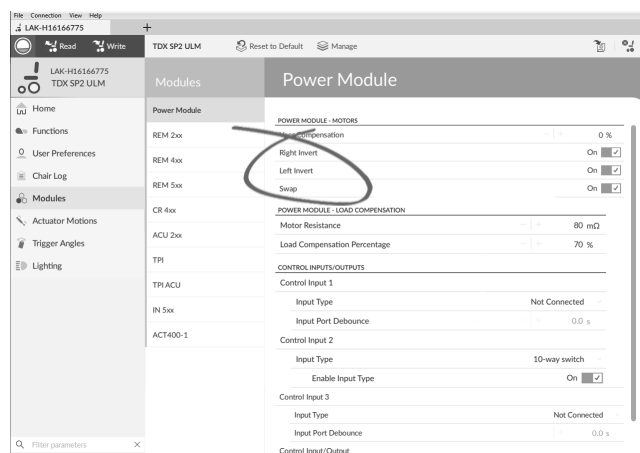 File Connection View Help
LAK-H16166775 +
Read Write TDX SP2 ULM Reset to Default Manage
LAK-H16166775
TDX SP2 ULM
Modules
Power Module
Home
Functions
User Preferences
Chair Log
Modules
Actuator Motions
Trigger Angles
Lighting
Filter parameters
Power Module
REM 2xx
REM 4xx
REM 5xx
CR 4xx
ACU 2xx
TPI
TPI ACU
IN 5xx
ACT400-1
POWER MODULE - MOTORS
Compensation 0 %
Right Invert On
Left Invert On
Swap On
POWER MODULE - LOAD COMPENSATION
Motor Resistance 80 mΩ
Load Compensation Percentage 70 %
CONTROL INPUTS/OUTPUTS
Control Input 1
Input Type Not Connected
Input Port Debounce 0.0 s
Control Input 2
Input Type 10-way switch
Enable Input Type On
Control Input 3
Input Type Not Connected
Input Port Debounce 0.0 s
Control Input/Output